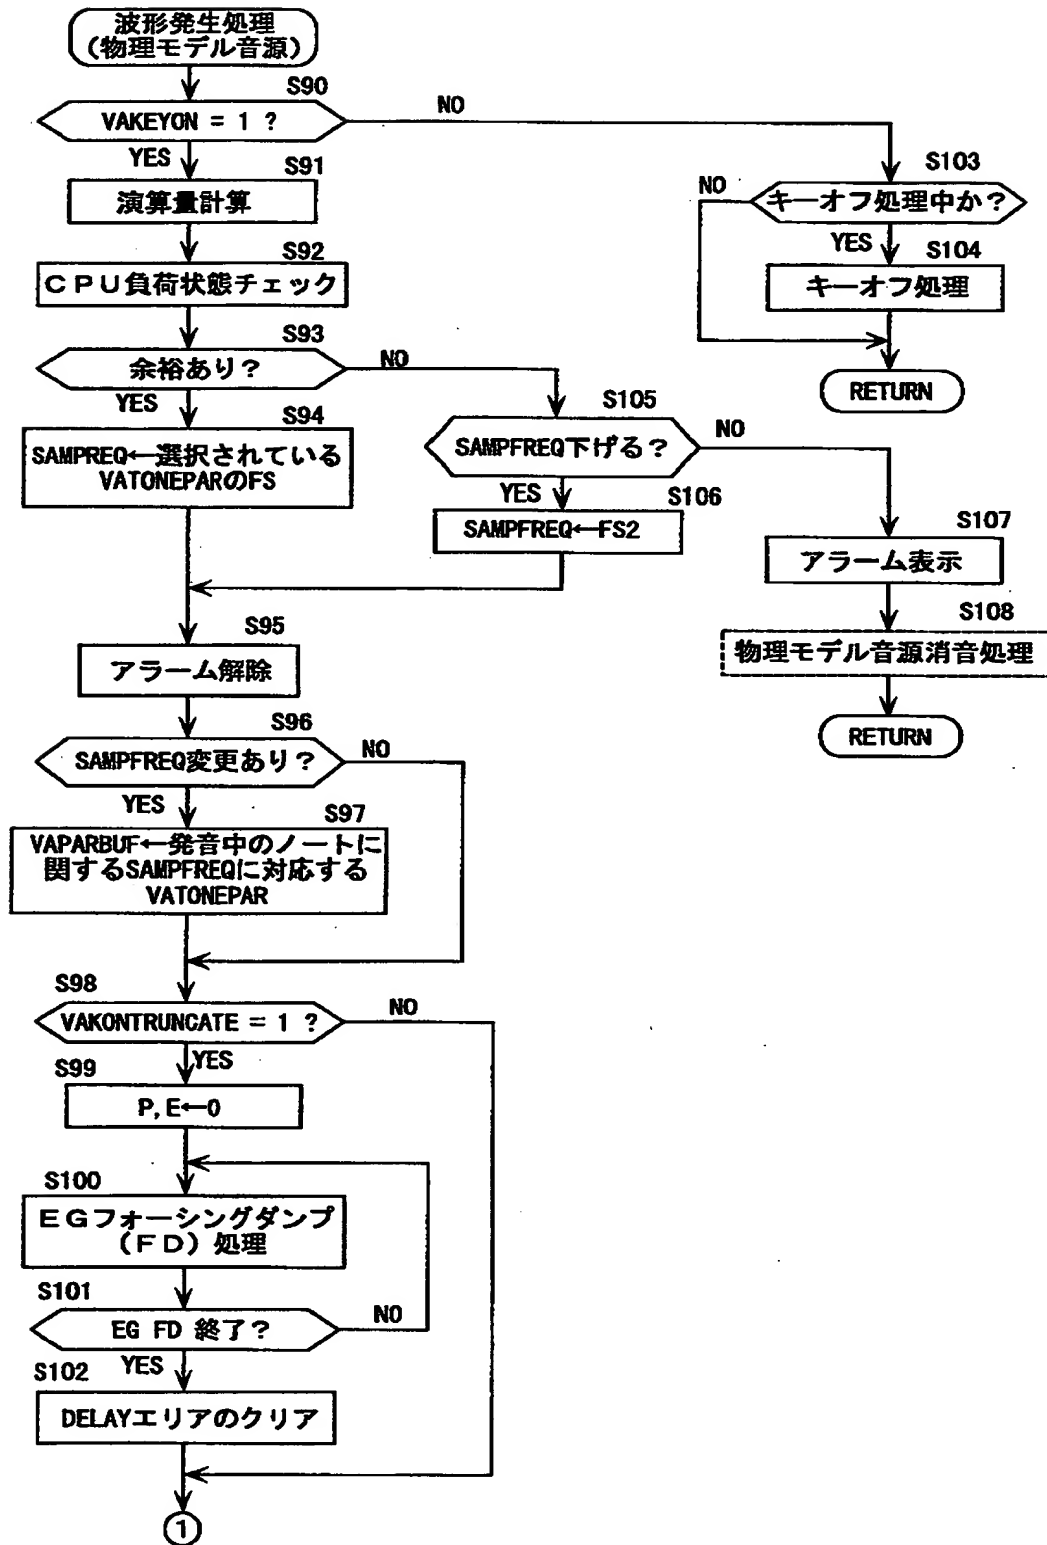 波形発生処理
(物理モデル音源)
S90
VAKEYON = 1 ?
NO
YES
S91
演算量計算
S92
CPU負荷状態チェック
S93
余裕あり?
NO
YES
S94
SAMPREQ←選択されている
VATONEPARのFS
S103
キーオフ処理中か?
NO
YES
S104
キーオフ処理
RETURN
S105
SAMPFREQ下げる?
NO
YES
S106
SAMPFREQ←FS2
S107
アラーム表示
S108
物理モデル音源消音処理
RETURN
S95
アラーム解除
S96
SAMPFREQ変更あり?
NO
YES
S97
VAPARBUF←発音中のノートに
関するSAMPFREQに対応する
VATONEPAR
S98
VAKONTRUNCATE = 1 ?
NO
YES
S99
P, E←0
S100
EGフォーシングダンプ
(FD)処理
S101
EG FD 終了?
NO
YES
S102
DELAYエリアのクリア
1